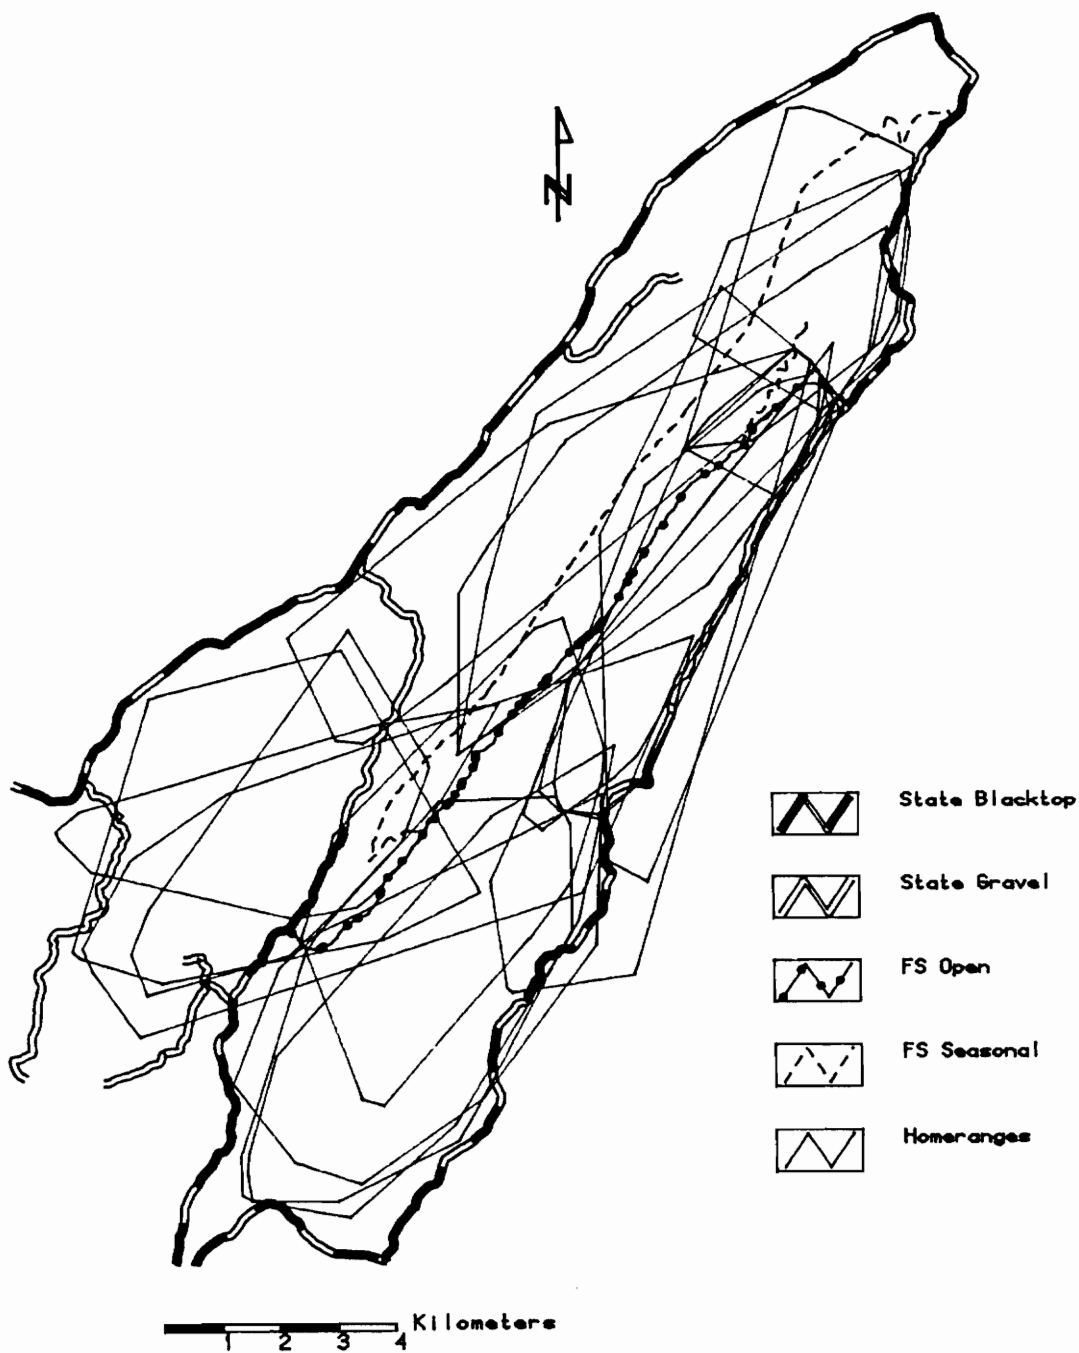 N
State Blacktop
State Gravel
FS Open
FS Seasonal
Homeranges
Kilometers
1 2 3 4